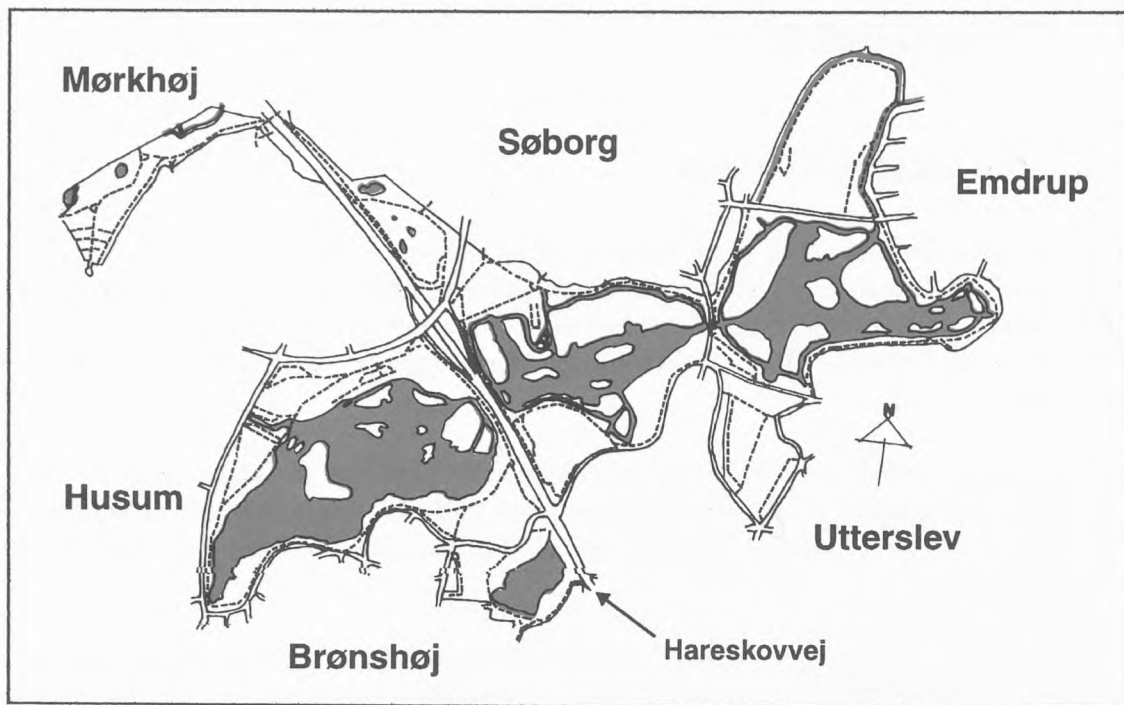 Mørkhøj
Søborg
Emdrup
N
Husum
Utterslev
Brønshøj
Hareskovvej